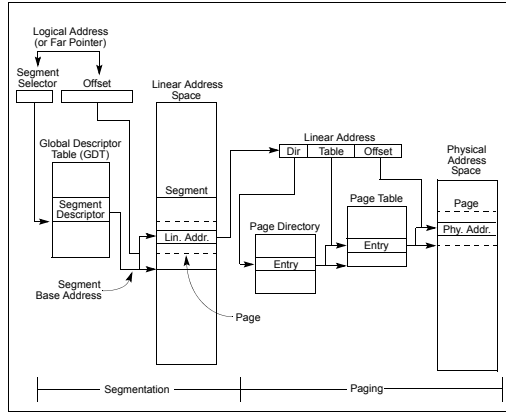 Logical Address
(or Far Pointer)
Segment
Selector
Offset
Linear Address
Space
Global Descriptor
Table (GDT)
Segment
Descriptor
Segment
Lin. Addr.
Segment
Base Address
Page
Linear Address
Dir
Table
Offset
Page Directory
Entry
Page Table
Entry
Physical
Address
Space
Page
Phy. Addr.
Segmentation
Paging